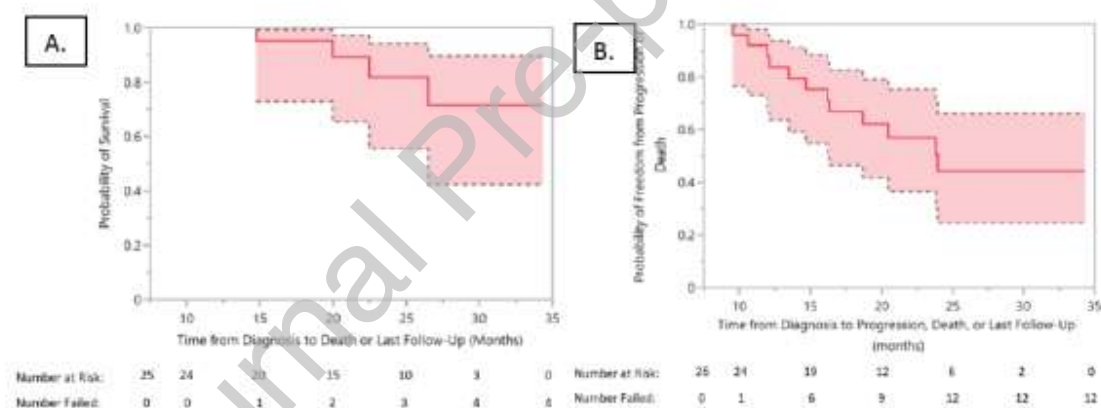 A.
Probability of Survival
1.0
0.8
0.6
0.4
0.2
0
10 15 20 25 30 35
Time from Diagnosis to Death or Last Follow-Up (Months)
Number at Risk: 25 24 20 15 10 3 0
Number Failed: 0 0 1 2 3 4 4
B.
Probability of Freedom from Progression or
Death
1.0
0.8
0.6
0.4
0.2
0
10 15 20 25 30 35
Time from Diagnosis to Progression, Death, or Last Follow-Up
(months)
Number at Risk: 25 24 19 12 6 2 0
Number Failed: 0 1 6 9 12 12 12
rnal Pre-p